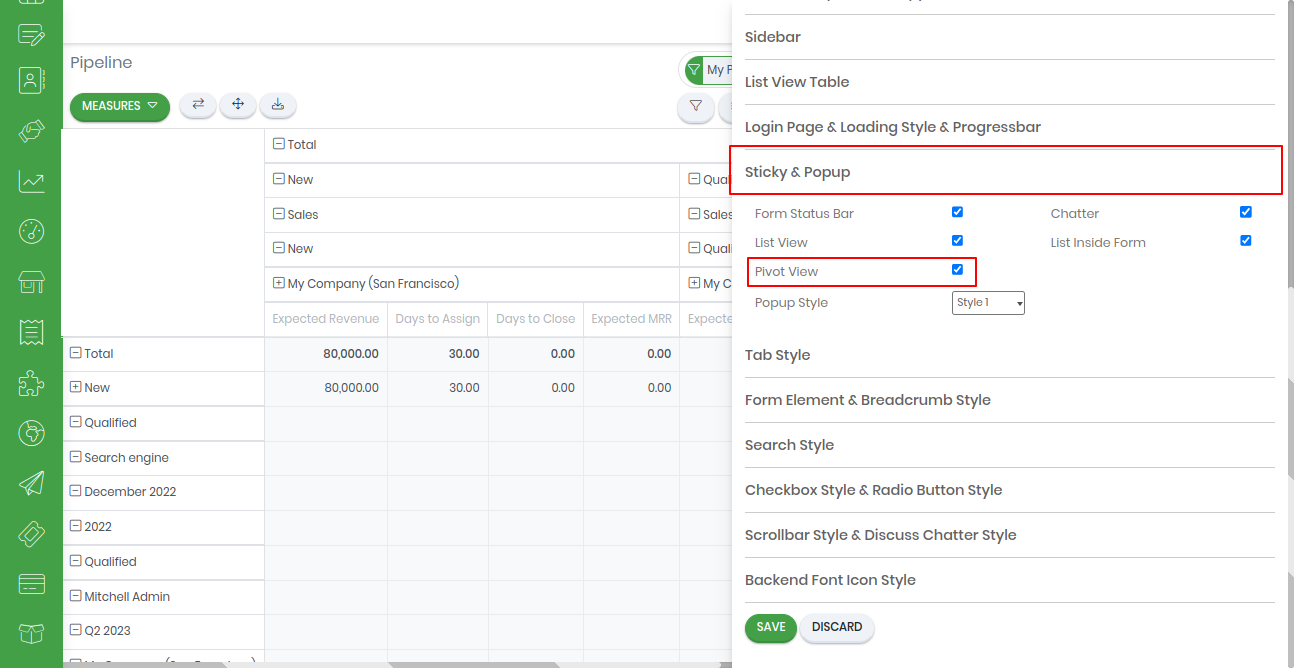 Pipeline
My
MEASURES
Total
New
Sales
New
My Company (San Francisco)
Qual
Sales
Qual
My C
Expected Revenue Days to Assign Days to Close Expected MRR Expecte
Total 80,000.00 30.00 0.00 0.00
New 80,000.00 30.00 0.00 0.00
Qualified
Search engine
December 2022
2022
Qualified
Mitchell Admin
Q2 2023
Sidebar
List View Table
Login Page & Loading Style & Progressbar
Sticky & Popup
Form Status Bar Chatter
List View List Inside Form
Pivot View
Popup Style Style 1
Tab Style
Form Element & Breadcrumb Style
Search Style
Checkbox Style & Radio Button Style
Scrollbar Style & Discuss Chatter Style
Backend Font Icon Style
SAVE DISCARD